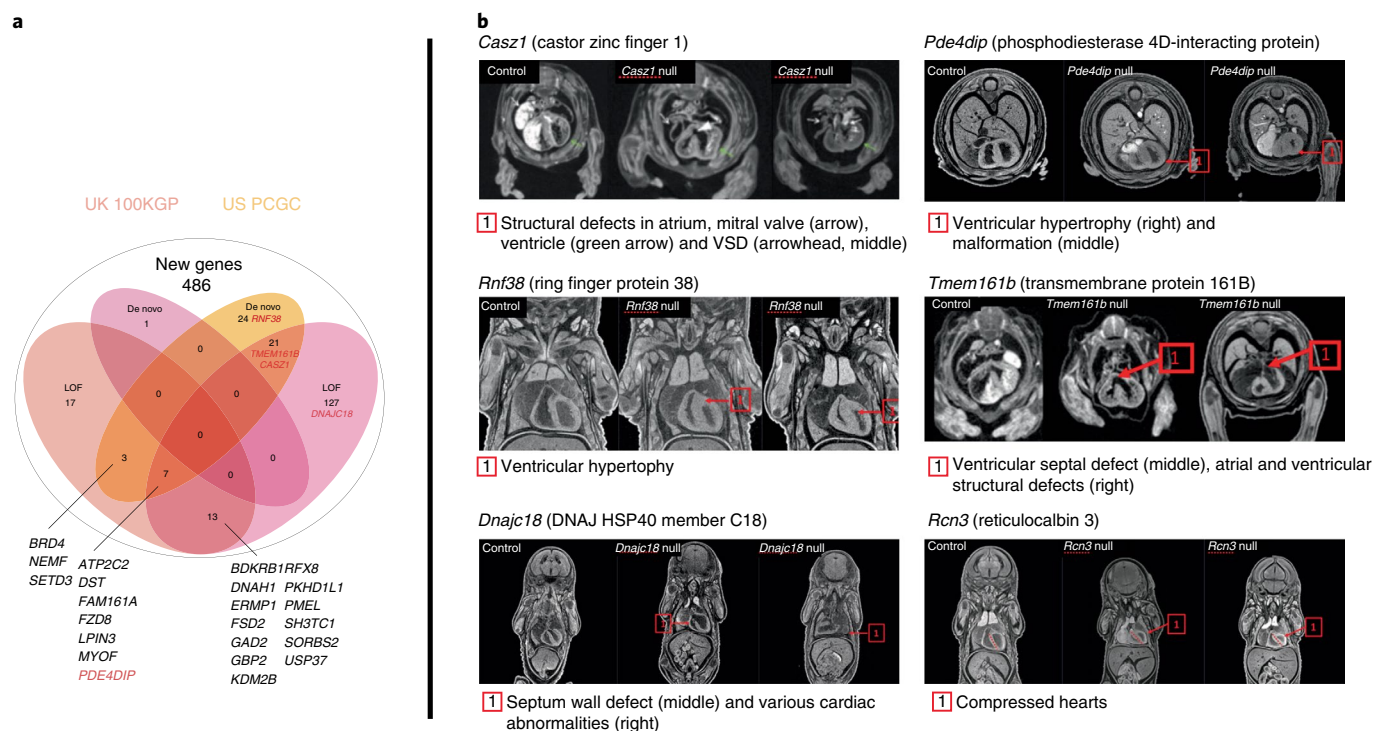 a
UK 100KGP
US PCGC
New genes
486
De novo
1
De novo
24 RNF38
0
21
TMEM161B
CASZ1
LOF
17
0
0
LOF
127
DNAJC18
0
3
7
0
0
13
BRD4
NEMF
SETD3
ATP2C2
DST
FAM161A
FZD8
LPIN3
MYOF
PDE4DIP
BDKRB1 RFX8
DNAH1 PKHD1L1
ERMP1 PMEL
FSD2 SH3TC1
GAD2 SORBS2
GBP2 USP37
KDM2B
b
Casz1 (castor zinc finger 1)
Control
Casz1 null
Casz1 null
1 Structural defects in atrium, mitral valve (arrow),
ventricle (green arrow) and VSD (arrowhead, middle)
Pde4dip (phosphodiesterase 4D-interacting protein)
Control
Pde4dip null
Pde4dip null
1
1
1 Ventricular hypertrophy (right) and
malformation (middle)
Rnf38 (ring finger protein 38)
Control
Rnf38 null
Rnf38 null
1
1
1 Ventricular hypertophy
Tmem161b (transmembrane protein 161B)
Control
Tmem161b null
Tmem161b null
1
1
1 Ventricular septal defect (middle), atrial and ventricular
structural defects (right)
Dnajc18 (DNAJ HSP40 member C18)
Control
Dnajc18 null
Dnajc18 null
1
1
1 Septum wall defect (middle) and various cardiac
abnormalities (right)
Rcn3 (reticulocalbin 3)
Control
Rcn3 null
Rcn3 null
1
1
1 Compressed hearts